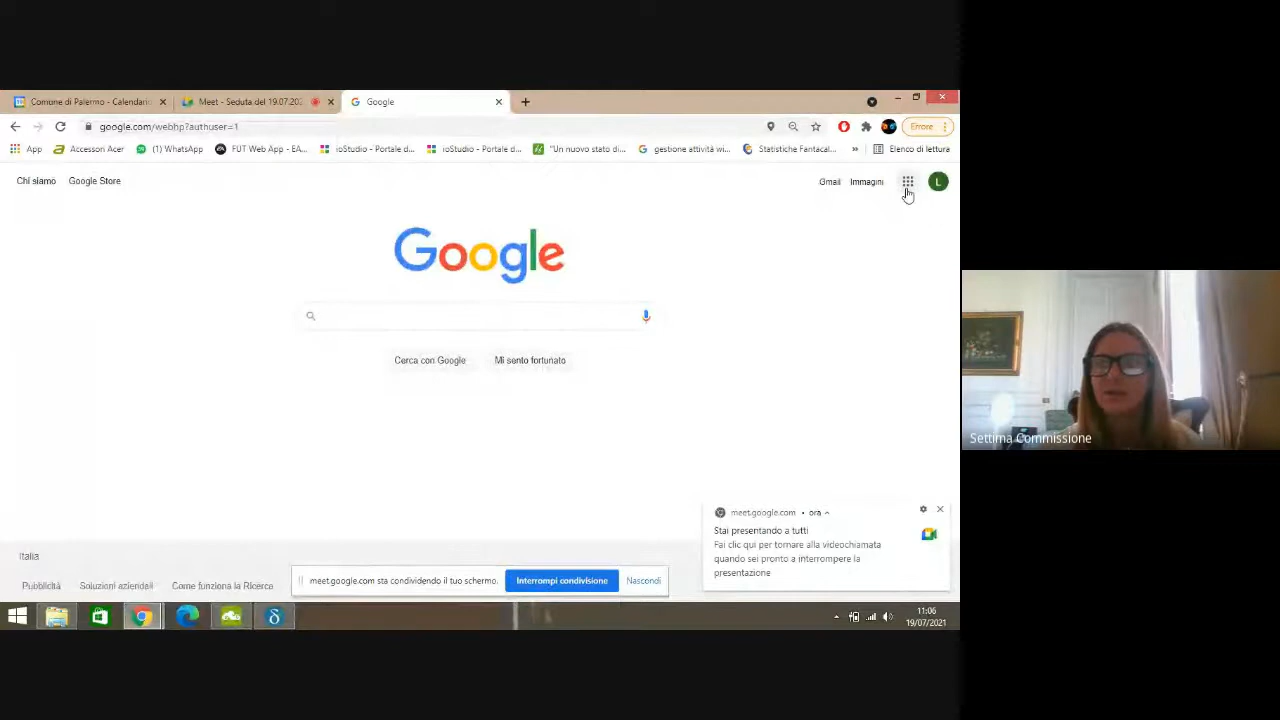 Comune di Palermo - Calendario
Meet - Seduta del 19.07.202
Google
google.com/webhp?authuser=1
Errore
App
Accessori Acer
(1) WhatsApp
FUT Web App - EA...
ioStudio - Portale d...
ioStudio - Portale d...
"Un nuovo stato di...
gestione attività wi...
Statistiche Fantacal...
»
Elenco di lettura
Chi siamo
Google Store
Gmail
Immagini
L
Google
Cerca con Google
Mi sento fortunato
Settima Commissione
meet.google.com • ora
Stai presentando a tutti
Fai clic qui per tornare alla videochiamata
quando sei pronto a interrompere la
presentazione
Italia
Pubblicità
Soluzioni aziendali
Come funziona la Ricerca
meet.google.com sta condividendo il tuo schermo.
Interrompi condivisione
Nascondi
11:06
19/07/2021